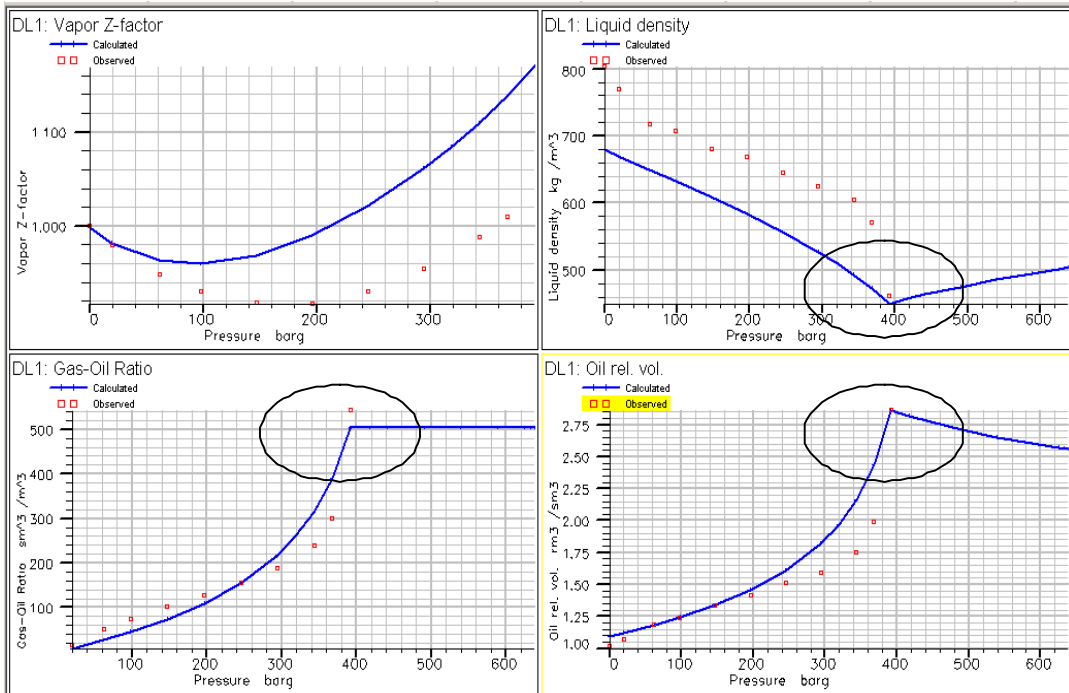 DL1: Vapor Z-factor
Calculated
Observed
1.100
1.000
Vapor Z-factor
0 100 200 300
Pressure barg
DL1: Liquid density
Calculated
Observed
800
700
600
500
Liquid density kg /m^3
0 100 200 300 400 500 600
Pressure barg
DL1: Gas-Oil Ratio
Calculated
Observed
500
400
300
200
100
Gas-Oil Ratio sm^3 /m^3
100 200 300 400 500 600
Pressure barg
DL1: Oil rel. vol.
Calculated
Observed
2.75
2.50
2.25
2.00
1.75
1.50
1.25
1.00
Oil rel. vol. rm3 /sm3
0 100 200 300 400 500 600
Pressure barg